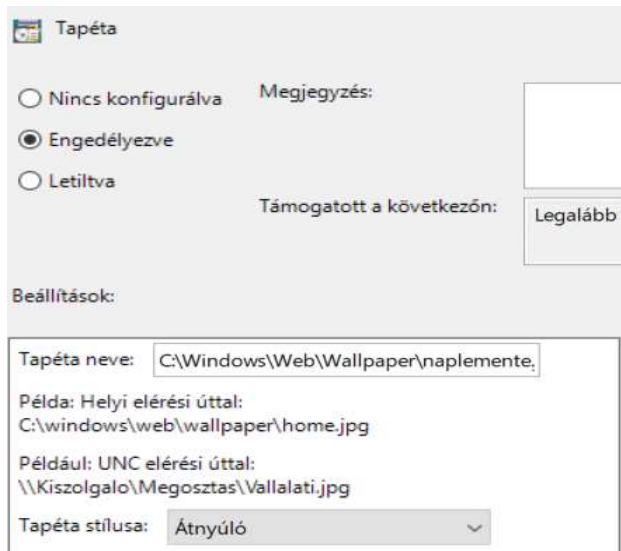 Tapéta
Nincs konfigurálva
Megjegyzés:
Engedélyezve
Letiltva
Támogatott a következőn:
Legalább
Beállítások:
Tapéta neve: C:\Windows\Web\Wallpaper\naplemente.
Példa: Helyi elérési úttal:
C:\windows\web\wallpaper\home.jpg
Például: UNC elérési úttal:
\\Kiszolgalo\Megosztas\Vallalati.jpg
Tapéta stílusa: Átnyúló